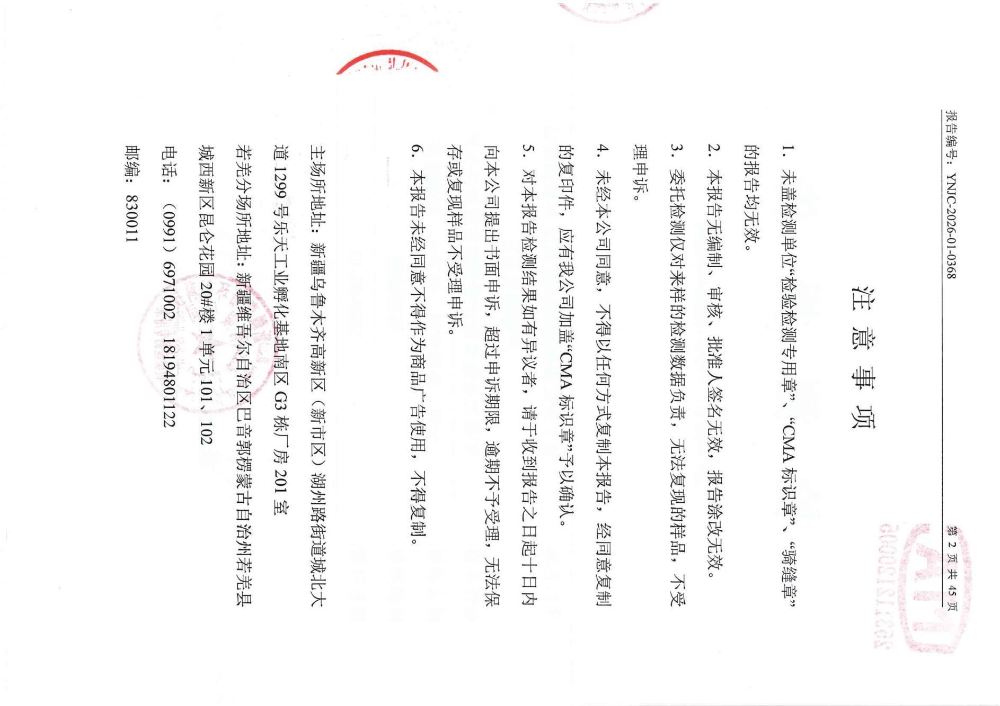 报告编号：YNJC-2026-01-0368 第 2 页 共 45 页
注 意 事 项
1．未盖检测单位“检验检测专用章”、“CMA 标识章”、“骑缝章”
的报告均无效。
2．本报告无编制、审核、批准人签名无效，报告涂改无效。
3．委托检测仅对来样的检测数据负责，无法复现的样品，不受
理申诉。
4．未经本公司同意，不得以任何方式复制本报告，经同意复制
的复印件，应有我公司加盖“CMA 标识章”予以确认。
5．对本报告检测结果如有异议者，请于收到报告之日起十日内
向本公司提出书面申诉，超过申诉期限，逾期不予受理，无法保
存或复现样品不受理申诉。
6．本报告未经同意不得作为商品广告使用，不得复制。
主场所地址：新疆乌鲁木齐高新区（新市区）湖州路街道城北大
道 1299 号乐天工业孵化基地南区 G3 栋厂房 201 室
若羌分场所地址：新疆维吾尔自治区巴音郭楞蒙古自治州若羌县
城西新区昆仑花园 20#楼 1 单元 101、102
电话：（0991）6971002 18194801122
邮编：830011